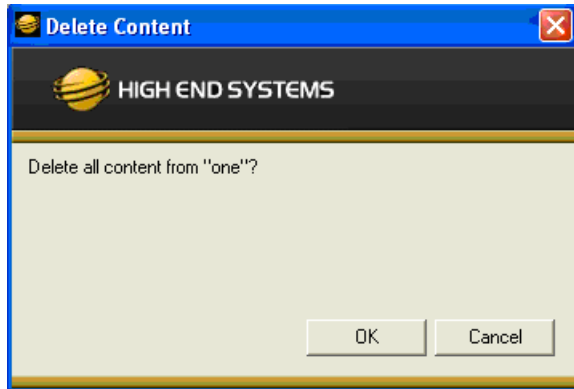 Delete Content
HIGH END SYSTEMS
Delete all content from "one"?
OK Cancel